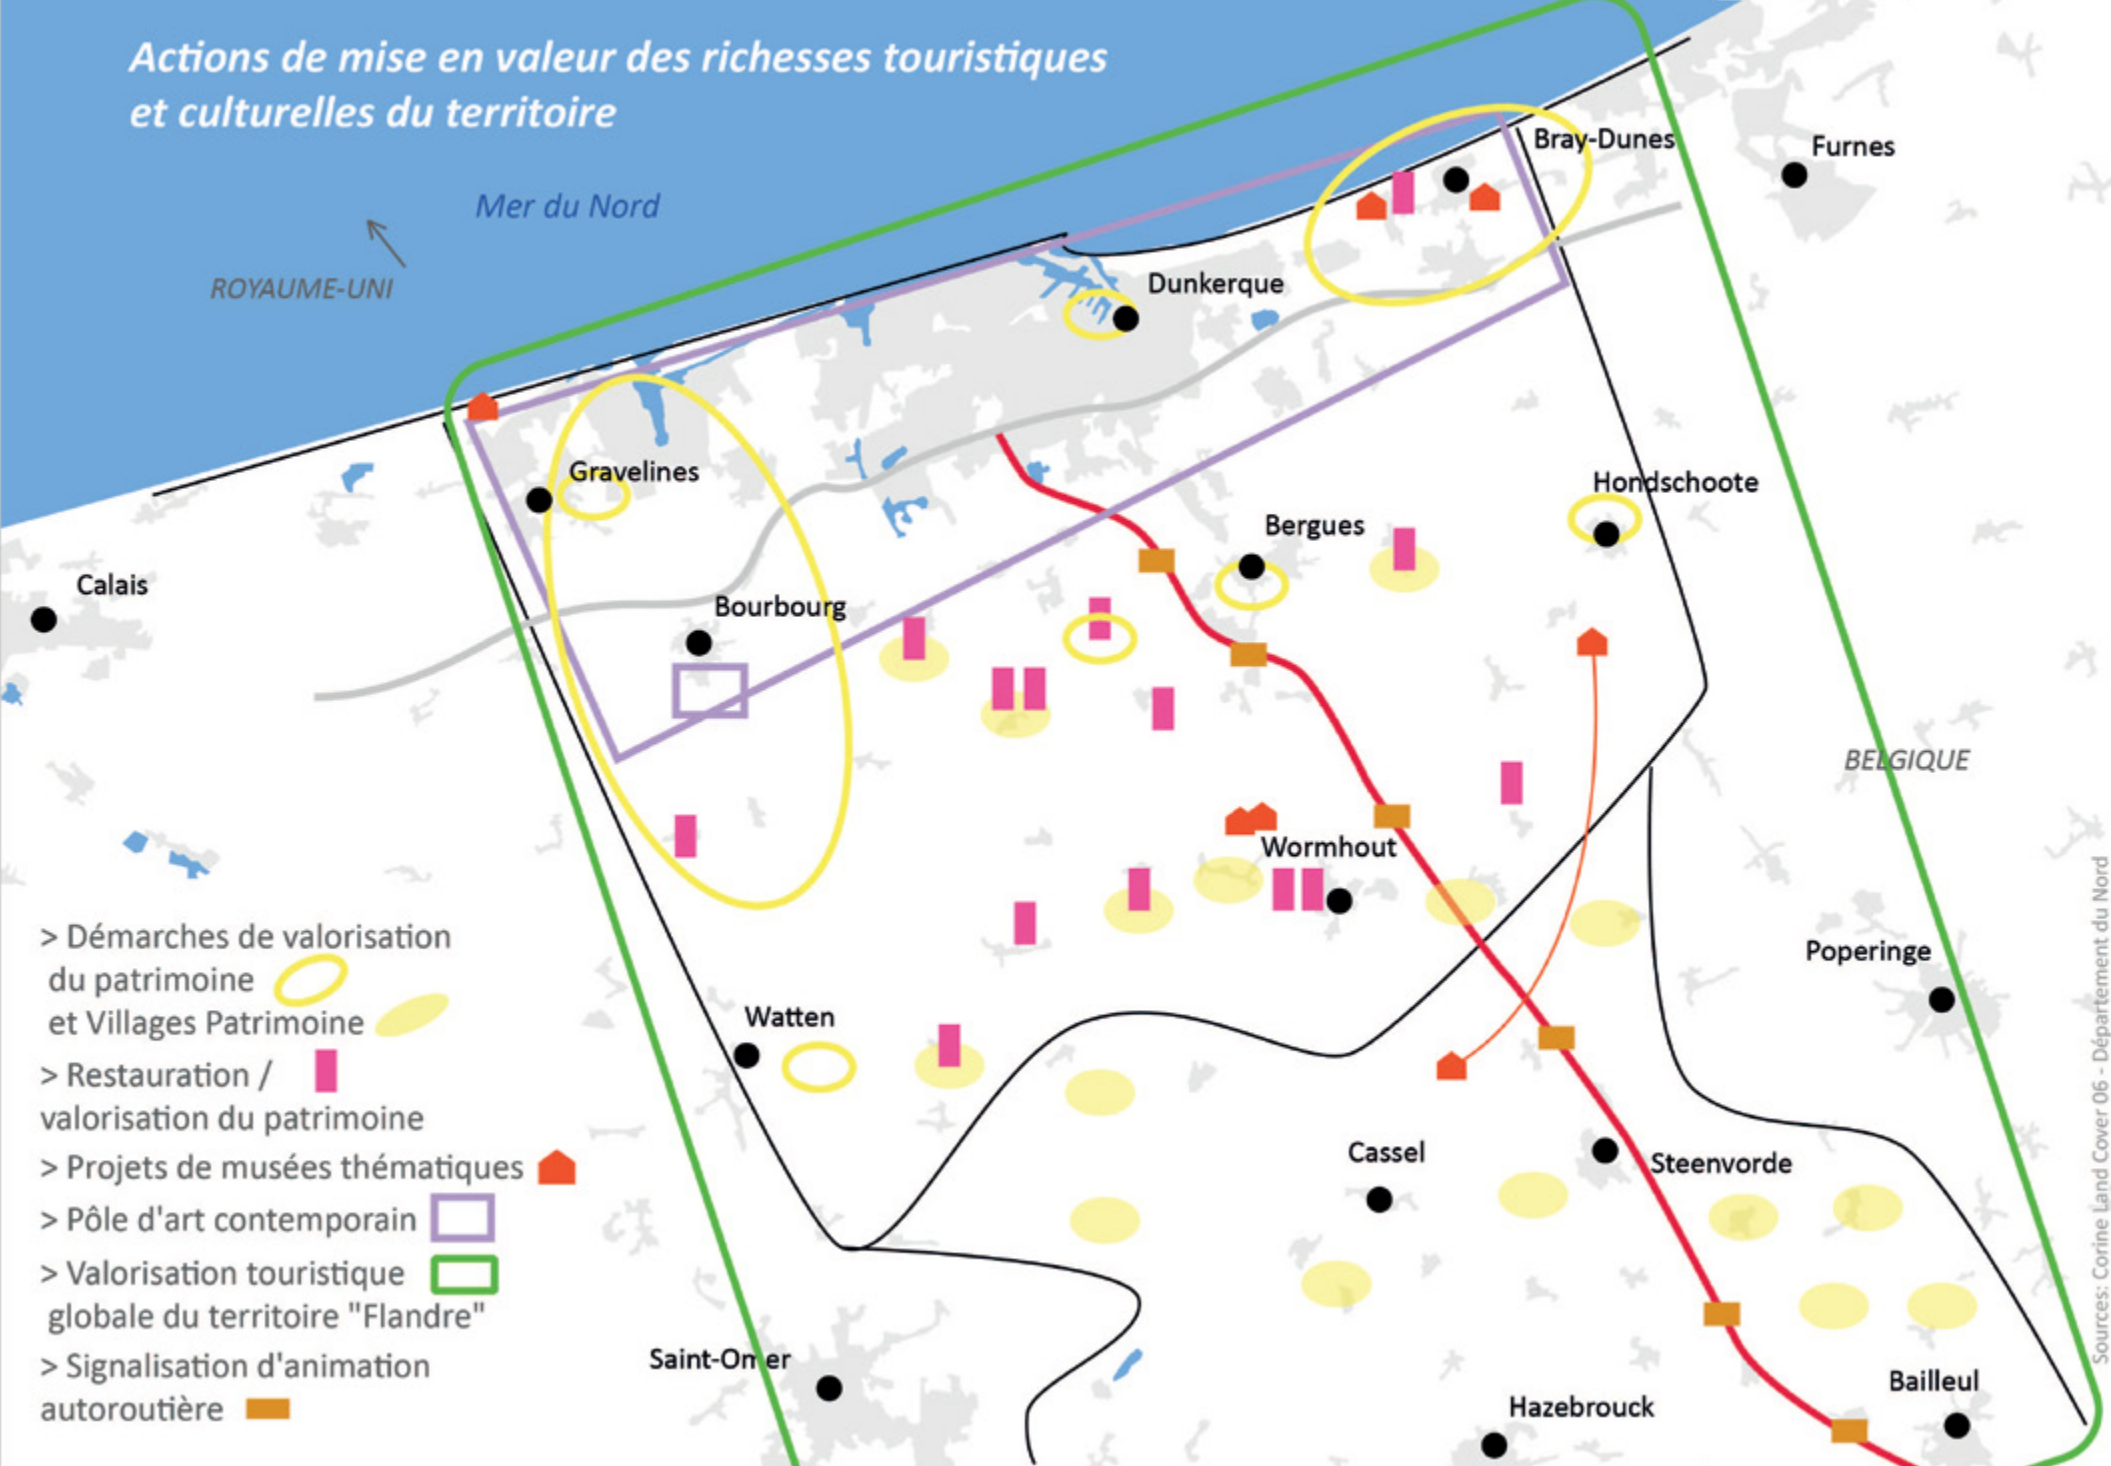 Actions de mise en valeur des richesses touristiques
et culturelles du territoire
Mer du Nord
ROYAUME-UNI
Bray-Dunes
Furnes
Dunkerque
Gravelines
Hondschoote
Bergues
Calais
Bourbourg
BELGIQUE
Wormhout
Poperinge
Watten
Cassel
Steenvorde
Saint-Omer
Bailleul
Hazebrouck
> Démarches de valorisation
du patrimoine
et Villages Patrimoine
> Restauration /
valorisation du patrimoine
> Projets de musées thématiques
> Pôle d'art contemporain
> Valorisation touristique
globale du territoire "Flandre"
> Signalisation d'animation
autoroutière
Sources: Corine Land Cover 06 - Département du Nord